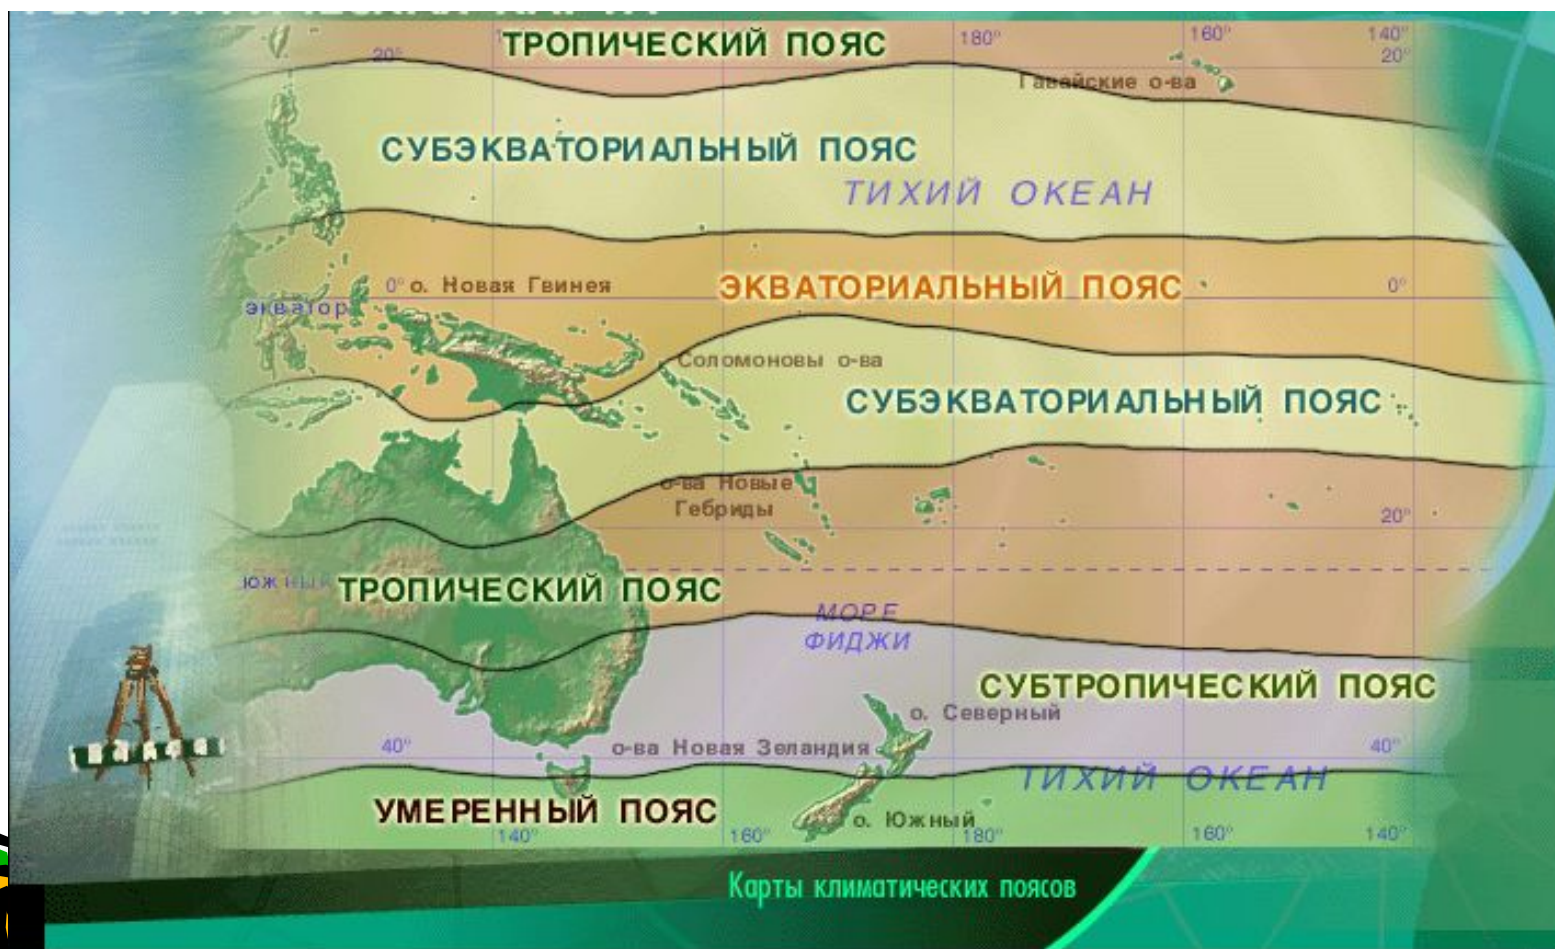 20°
ТРОПИЧЕСКИЙ ПОЯС
180°
160°
140°
20°
Гавайские о-ва
СУБЭКВАТОРИАЛЬНЫЙ ПОЯС
ТИХИЙ ОКЕАН
0°
о. Новая Гвинея
ЭКВАТОРИАЛЬНЫЙ ПОЯС
0°
экватор
Соломоновы о-ва
СУБЭКВАТОРИАЛЬНЫЙ ПОЯС
о-ва Новые
Гебриды
20°
южный
ТРОПИЧЕСКИЙ ПОЯС
МОРЕ
ФИДЖИ
СУБТРОПИЧЕСКИЙ ПОЯС
о. Северный
40°
о-ва Новая Зеландия
40°
ТИХИЙ ОКЕАН
УМЕРЕННЫЙ ПОЯС
о. Южный
140°
160°
180°
160°
140°
Карты климатических поясов